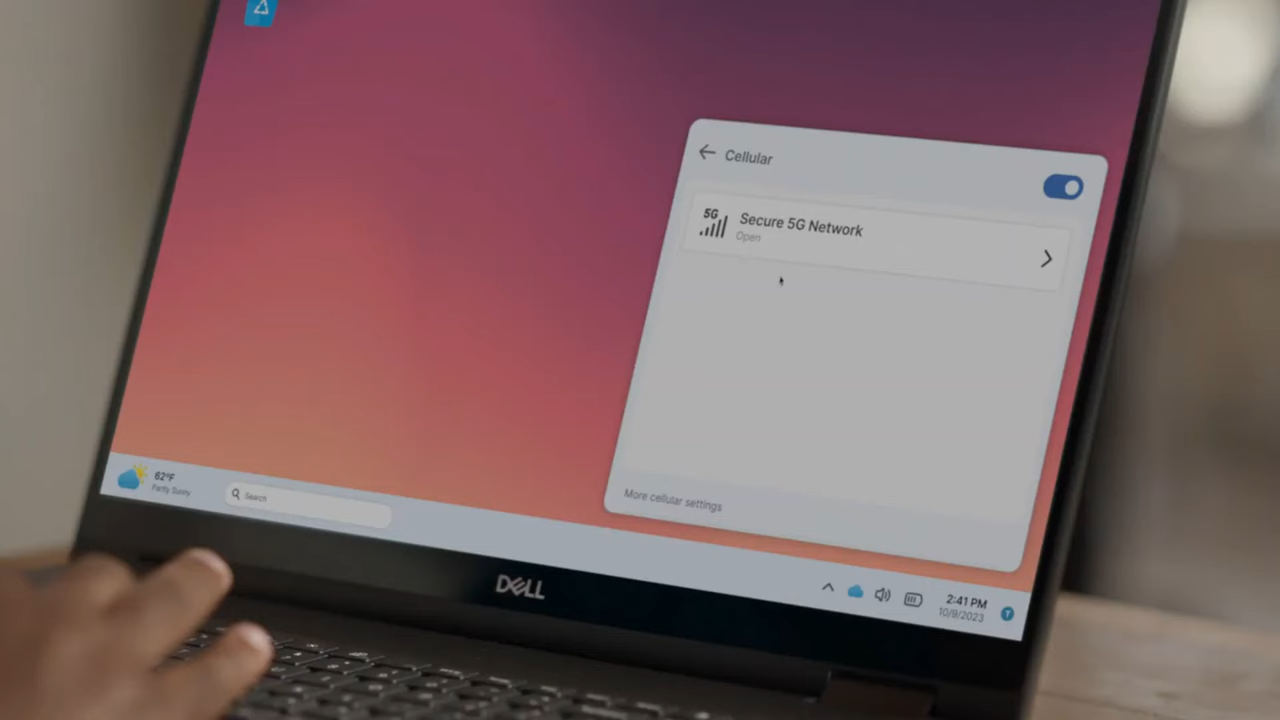 Cellular
5G
Secure 5G Network
Open
More cellular settings
62°F
Partly Sunny
Search
DELL
2:41 PM
10/9/2023
T